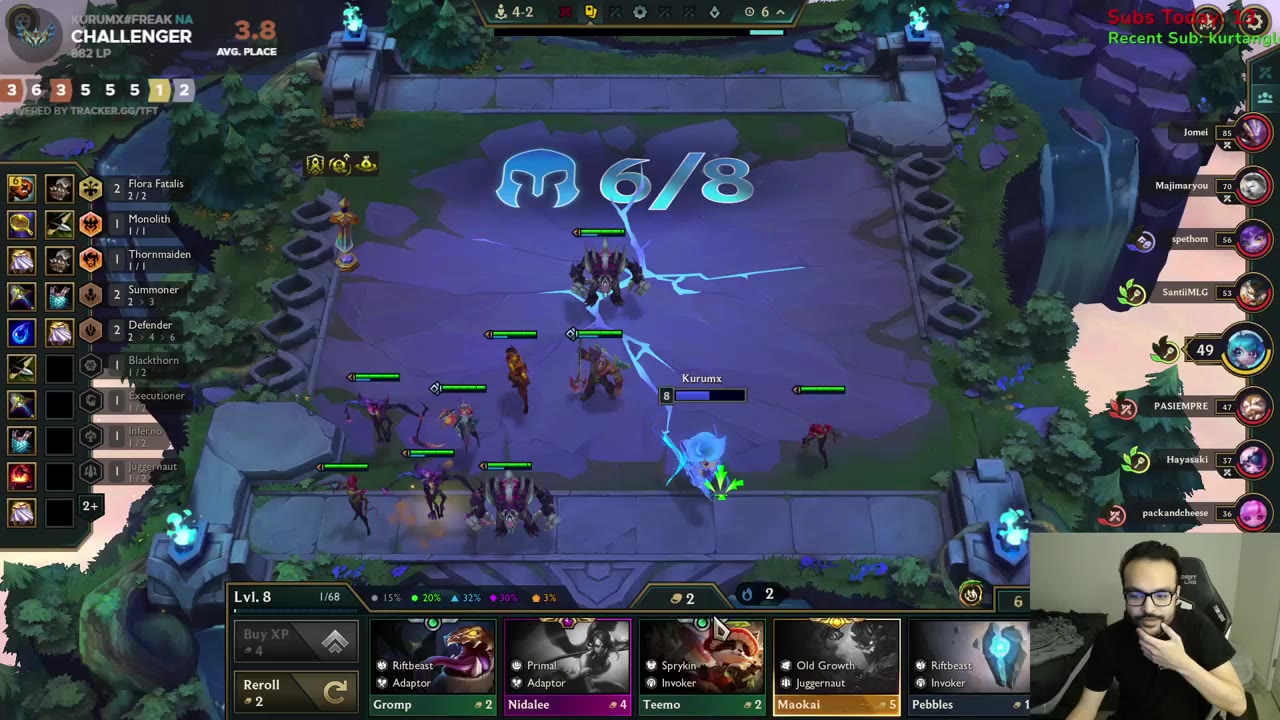 KURUMX#FREAK NA
CHALLENGER
882 LP
3.8
AVG. PLACE
3 6 3 5 5 5 1 2
POWERED BY TRACKER.GG/TFT
4-2
6
Subs Today: 13
Recent Sub: kurtangl
6/8
2 Flora Fatalis
2 / 2
1 Monolith
1 / 1
1 Thornmaiden
1 / 1
2 Summoner
2 > 3
2 Defender
2 > 4 > 6
1 Blackthorn
1 / 2
1 Executioner
1 / 2
1 Inferno
1 / 2
1 Juggernaut
1 / 2
2+
Kurumx
8
Jomei 85
Majimaryou 70
spethom 56
SantiiMLG 53
49
PASIEMPRE 47
Hayasaki 37
packandcheese 36
Lvl. 8 1/68
15% 20% 32% 30% 3%
2
2
6
Buy XP
4
Reroll
2
Riftbeast
Adaptor
Gromp 2
Primal
Adaptor
Nidalee 4
Sprykin
Invoker
Teemo 2
Old Growth
Juggernaut
Maokai 5
Riftbeast
Invoker
Pebbles 1